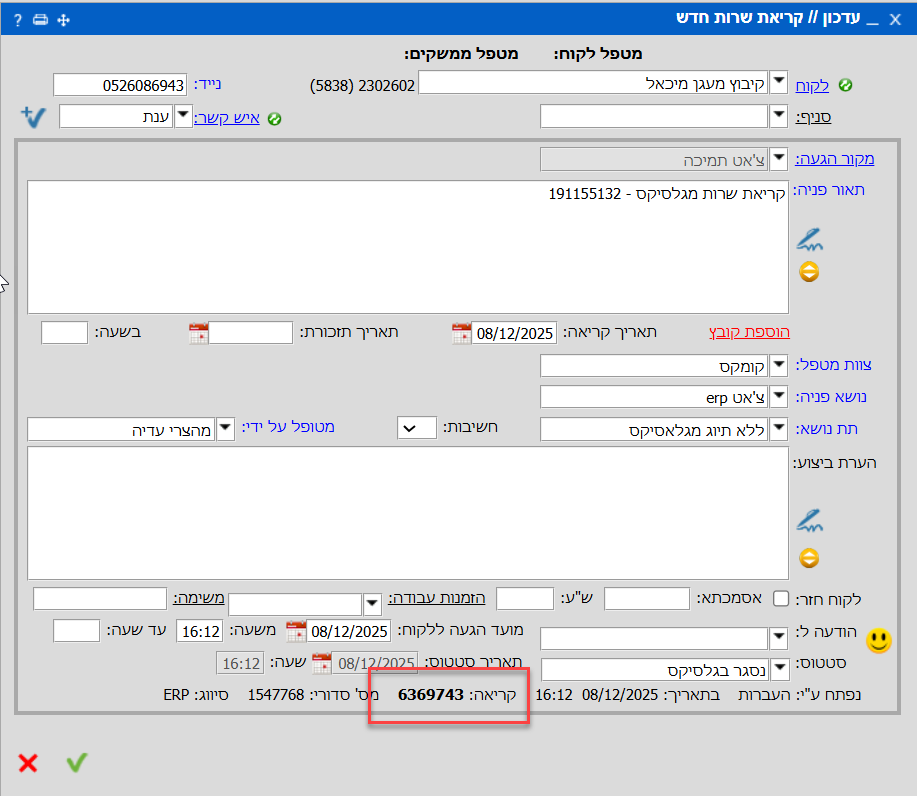 עדכון // קריאת שרות חדש _ X
?
מטפל לקוח: מטפל ממשקים:
לקוח קיבוץ מעגן מיכאל 2302602 (5838) נייד: 0526086943
סניף: איש קשר: ענת
מקור הגעה: צ'אט תמיכה
תאור פניה: קריאת שרות מגלסיקס - 191155132
הוספת קובץ תאריך קריאה: 08/12/2025 תאריך תזכורת: בשעה:
צוות מטפל: קומקס
נושא פניה: צ'אט erp
תת נושא: ללא תיוג מגלאסיקס חשיבות: מטופל על ידי: מהצרי עדיה
הערת ביצוע:
לקוח חזר: אסמכתא: ש"ע: הזמנות עבודה: משימה:
הודעה ל: מועד הגעה ללקוח: 08/12/2025 משעה: 16:12 עד שעה:
סטטוס: נסגר בגלסיקס תאריך סטטוס: 08/12/2025 שעה: 16:12
נפתח ע"י: העברות בתאריך: 08/12/2025 16:12 קריאה: 6369743 מס' סדורי: 1547768 סיווג: ERP